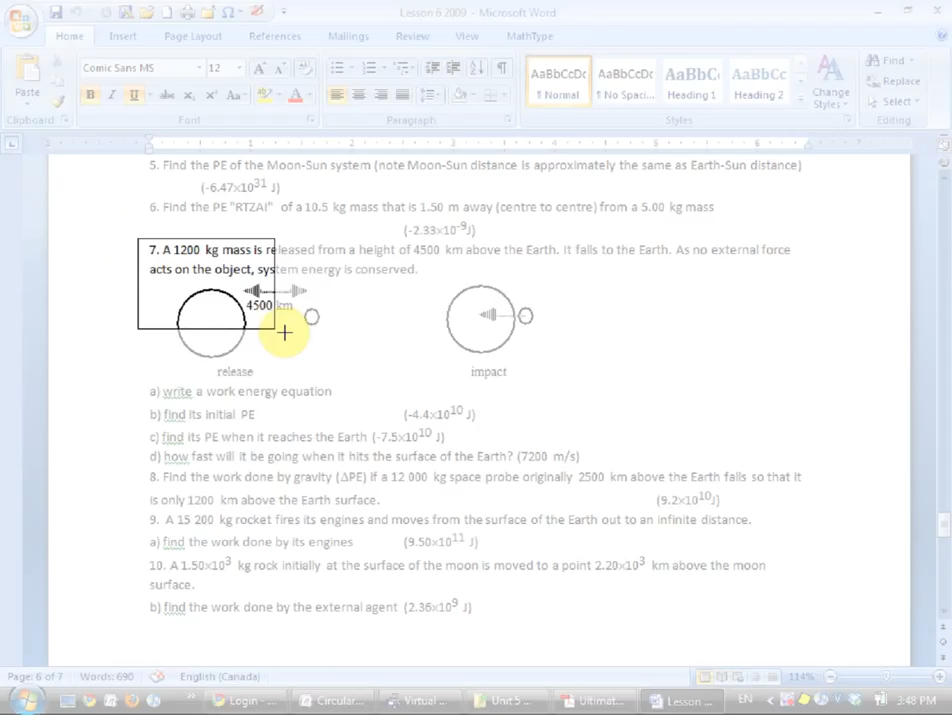 Lesson 6 2009 - Microsoft Word
Home Insert Page Layout References Mailings Review View MathType
Comic Sans MS 12
Paste
B I U abc x₂ x² Aa A
AaBbCcDc AaBbCcDc AaBbC AaBbCc
¶ Normal ¶ No Spaci... Heading 1 Heading 2
Change Styles
Find
Replace
Select
Clipboard Font Paragraph Styles Editing
1 1 2 3 4 5 6 7
5. Find the PE of the Moon-Sun system (note Moon-Sun distance is approximately the same as Earth-Sun distance)
(-6.47×10³¹ J)
6. Find the PE "RTZAI" of a 10.5 kg mass that is 1.50 m away (centre to centre) from a 5.00 kg mass
(-2.33×10⁻⁹J)
7. A 1200 kg mass is released from a height of 4500 km above the Earth. It falls to the Earth. As no external force
acts on the object, system energy is conserved.
4500 km
release impact
a) write a work energy equation
b) find its initial PE (-4.4×10¹⁰ J)
c) find its PE when it reaches the Earth (-7.5×10¹⁰ J)
d) how fast will it be going when it hits the surface of the Earth? (7200 m/s)
8. Find the work done by gravity (ΔPE) if a 12 000 kg space probe originally 2500 km above the Earth falls so that it
is only 1200 km above the Earth surface. (9.2×10¹⁰J)
9. A 15 200 kg rocket fires its engines and moves from the surface of the Earth out to an infinite distance.
a) find the work done by its engines (9.50×10¹¹ J)
10. A 1.50×10³ kg rock initially at the surface of the moon is moved to a point 2.20×10³ km above the moon
surface.
b) find the work done by the external agent (2.36×10⁹ J)
Page: 6 of 7 Words: 690 English (Canada) 114%
Login - ... Circular... Virtual ... Unit 5 ... Ultimat... Lesson ... EN 3:48 PM